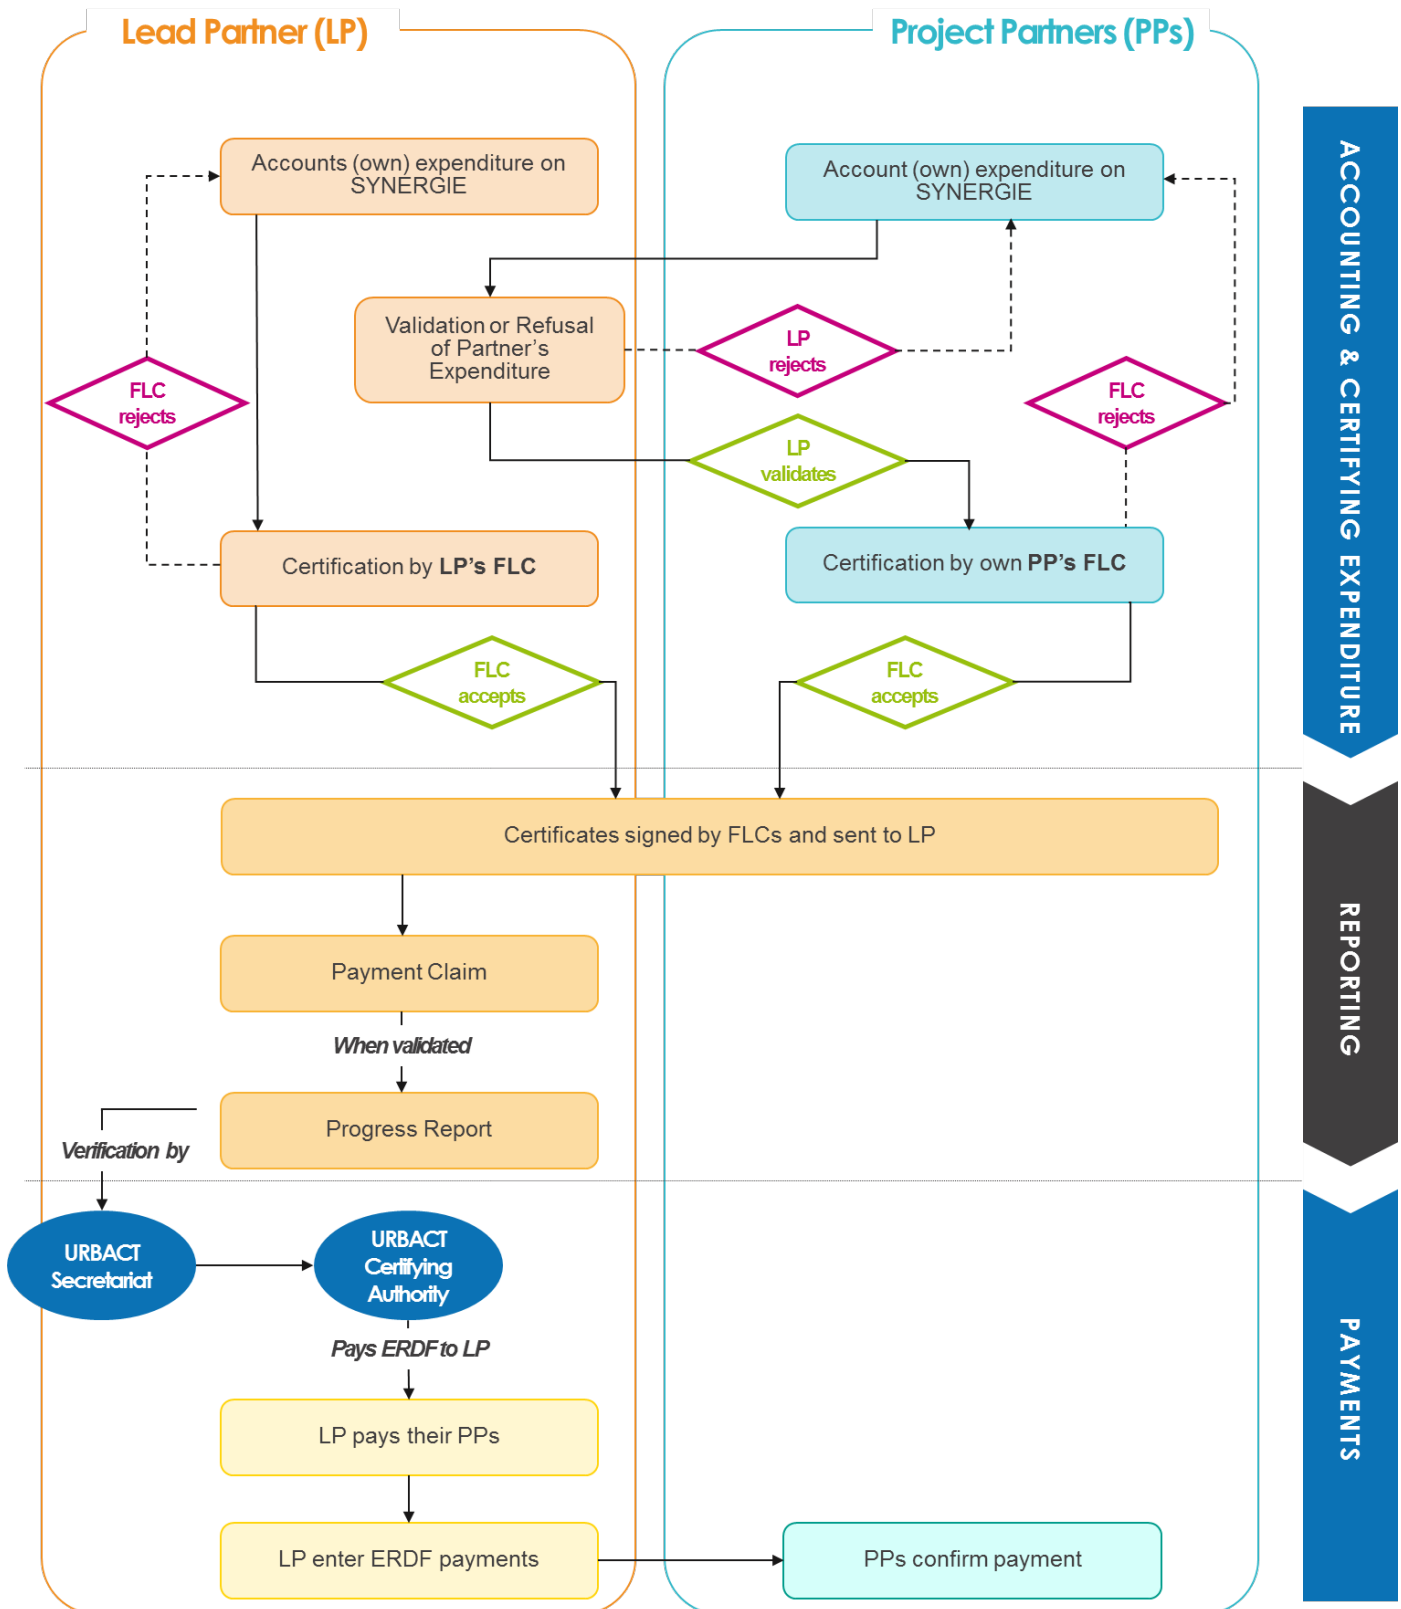 Lead Partner (LP)
Project Partners (PPs)
Accounts (own) expenditure on
SYNERGIE
Account (own) expenditure on
SYNERGIE
Validation or Refusal
of Partner's
Expenditure
LP
rejects
FLC
rejects
FLC
rejects
LP
validates
Certification by LP's FLC
Certification by own PP's FLC
FLC
accepts
FLC
accepts
ACCOUNTING & CERTIFYING EXPENDITURE
Certificates signed by FLCs and sent to LP
Payment Claim
When validated
Progress Report
Verification by
REPORTING
URBACT
Secretariat
URBACT
Certifying
Authority
Pays ERDF to LP
LP pays their PPs
LP enter ERDF payments
PPs confirm payment
PAYMENTS